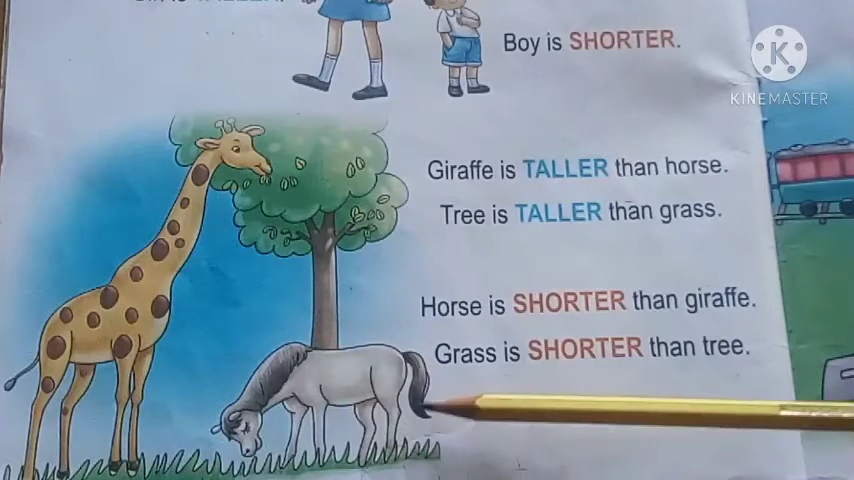 Boy is SHORTER.
KINEMASTER
Giraffe is TALLER than horse.
Tree is TALLER than grass.
Horse is SHORTER than giraffe.
Grass is SHORTER than tree.